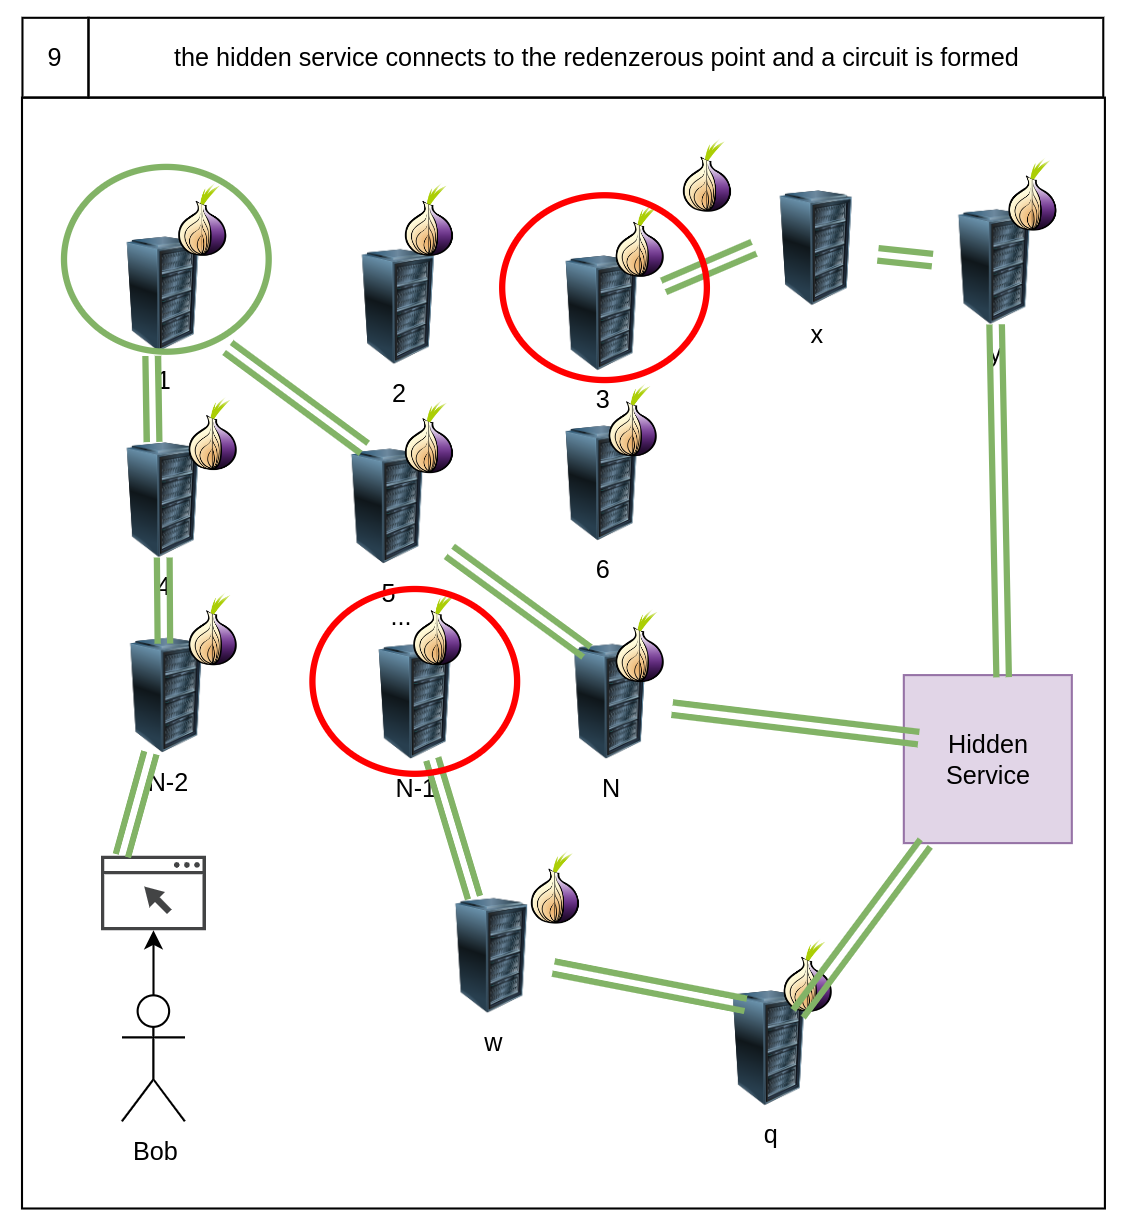 9
the hidden service connects to the redenzerous point and a circuit is formed
x
y
1
2
3
4
5
6
...
N-2
N-1
N
Hidden
Service
w
q
Bob